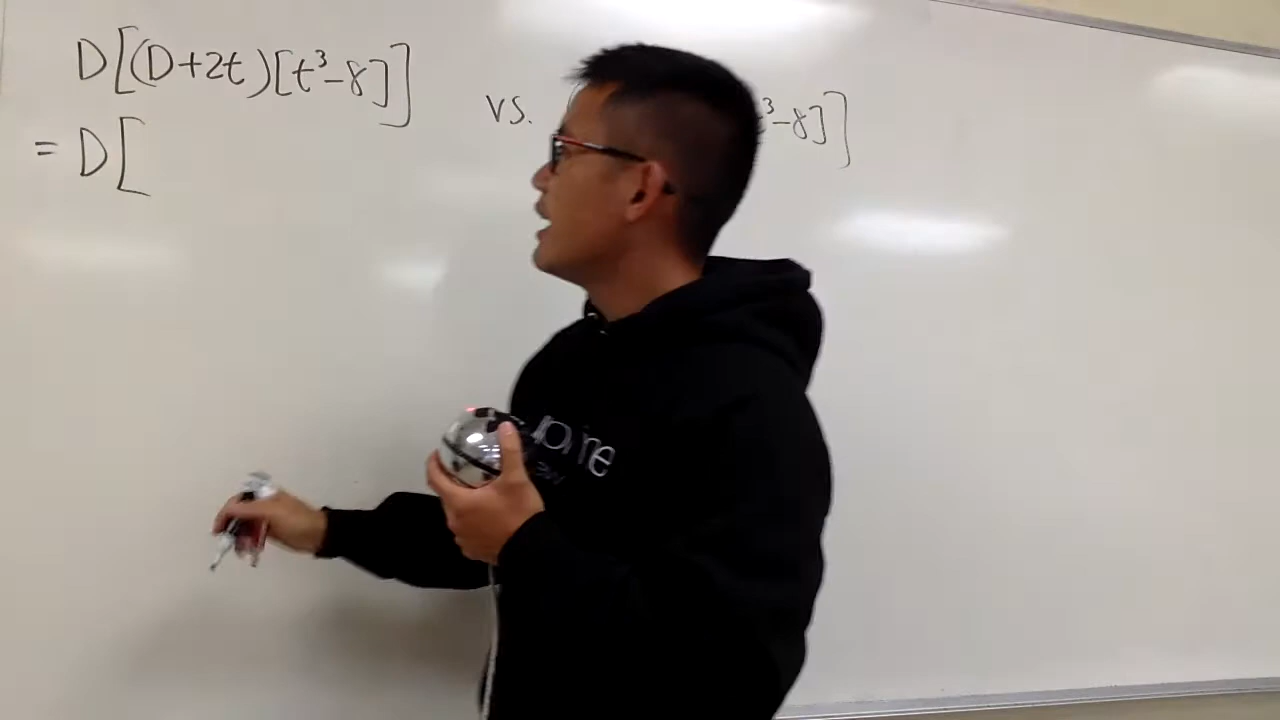 D[(D+2t)[t³-8]] vs. ³-8]]
= D[